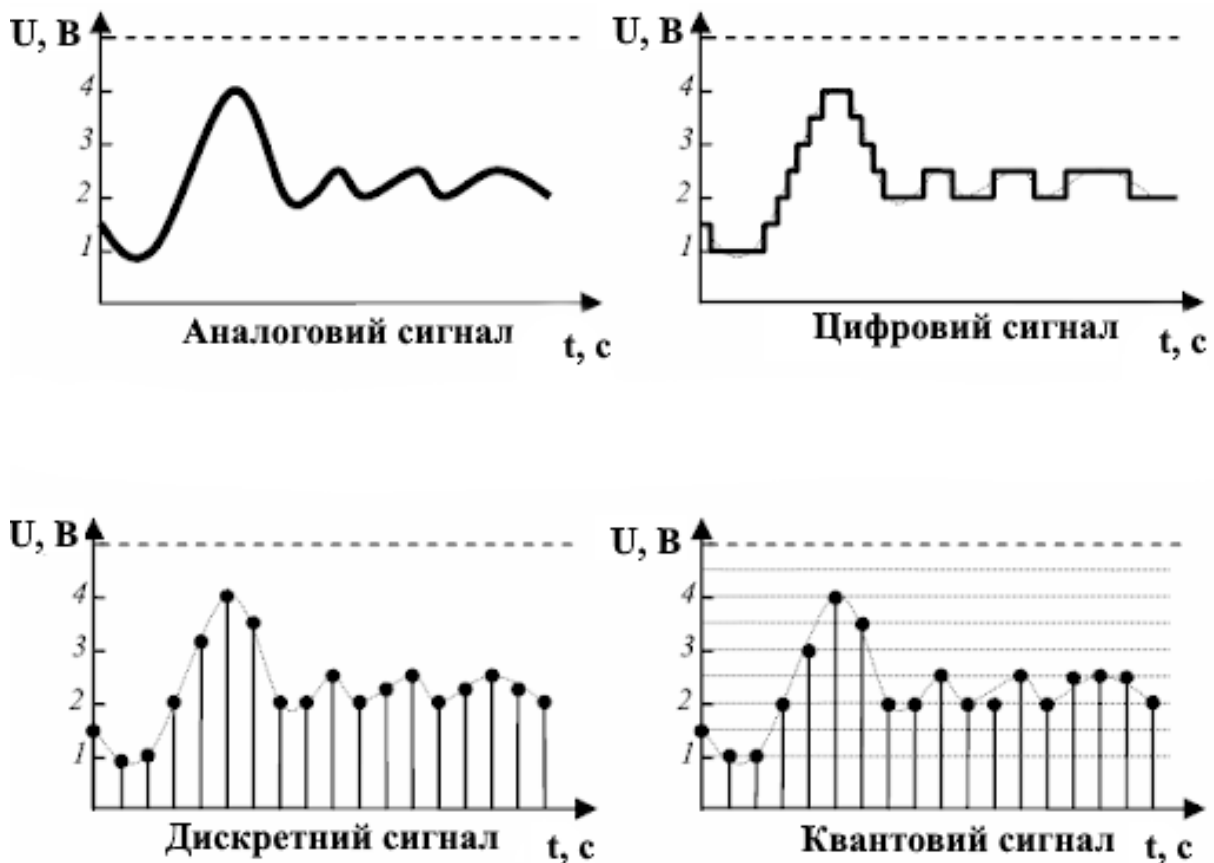 U, В
4
3
2
1
Аналоговий сигнал
t, с
U, В
4
3
2
1
Цифровий сигнал
t, с
U, В
4
3
2
1
Дискретний сигнал
t, с
U, В
4
3
2
1
Квантовий сигнал
t, с